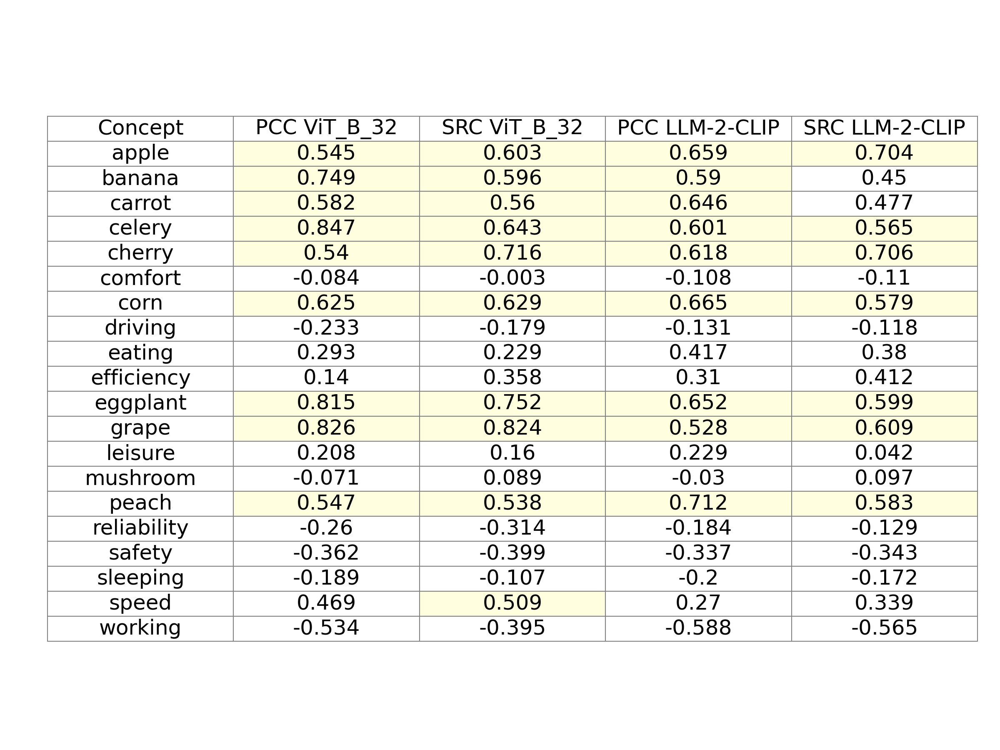 Concept PCC ViT_B_32 SRC ViT_B_32 PCC LLM-2-CLIP SRC LLM-2-CLIP
apple 0.545 0.603 0.659 0.704
banana 0.749 0.596 0.59 0.45
carrot 0.582 0.56 0.646 0.477
celery 0.847 0.643 0.601 0.565
cherry 0.54 0.716 0.618 0.706
comfort -0.084 -0.003 -0.108 -0.11
corn 0.625 0.629 0.665 0.579
driving -0.233 -0.179 -0.131 -0.118
eating 0.293 0.229 0.417 0.38
efficiency 0.14 0.358 0.31 0.412
eggplant 0.815 0.752 0.652 0.599
grape 0.826 0.824 0.528 0.609
leisure 0.208 0.16 0.229 0.042
mushroom -0.071 0.089 -0.03 0.097
peach 0.547 0.538 0.712 0.583
reliability -0.26 -0.314 -0.184 -0.129
safety -0.362 -0.399 -0.337 -0.343
sleeping -0.189 -0.107 -0.2 -0.172
speed 0.469 0.509 0.27 0.339
working -0.534 -0.395 -0.588 -0.565